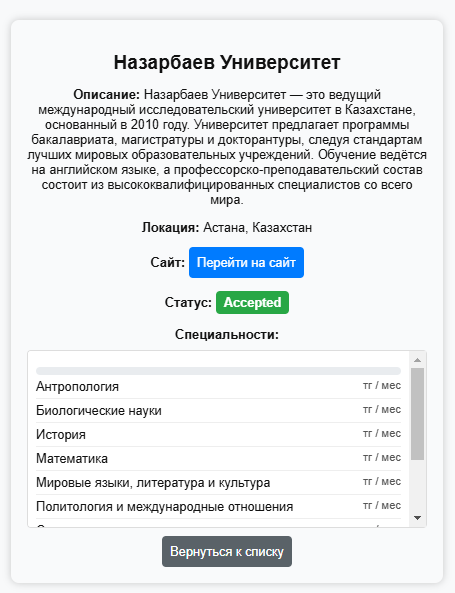 Назарбаев Университет
Описание: Назарбаев Университет — это ведущий
международный исследовательский университет в Казахстане,
основанный в 2010 году. Университет предлагает программы
бакалавриата, магистратуры и докторантуры, следуя стандартам
лучших мировых образовательных учреждений. Обучение ведётся
на английском языке, а профессорско-преподавательский состав
состоит из высококвалифицированных специалистов со всего
мира.
Локация: Астана, Казахстан
Сайт: Перейти на сайт
Статус: Accepted
Специальности:
Антропология тг / мес
Биологические науки тг / мес
История тг / мес
Математика тг / мес
Мировые языки, литература и культура тг / мес
Политология и международные отношения тг / мес
Вернуться к списку